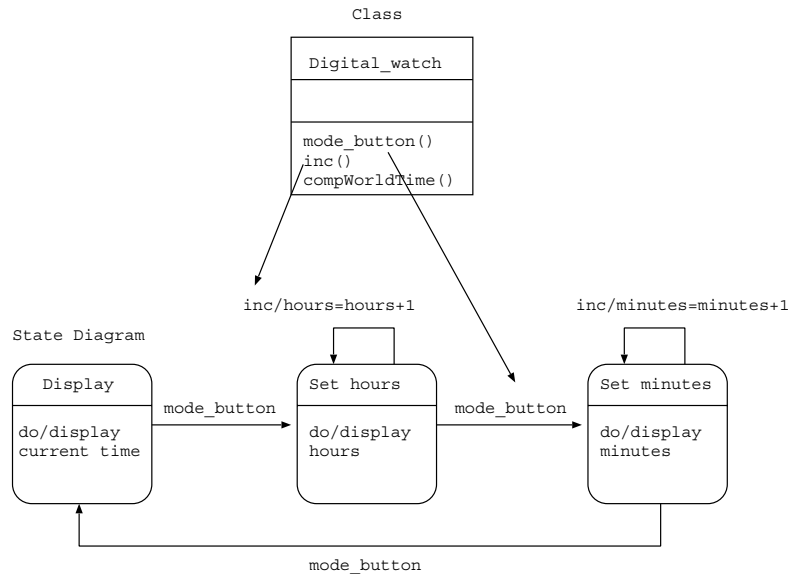 Class
Digital_watch
mode_button()
inc()
compWorldTime()
inc/hours=hours+1
inc/minutes=minutes+1
State Diagram
Display
do/display
current time
mode_button
Set hours
do/display
hours
mode_button
Set minutes
do/display
minutes
mode_button